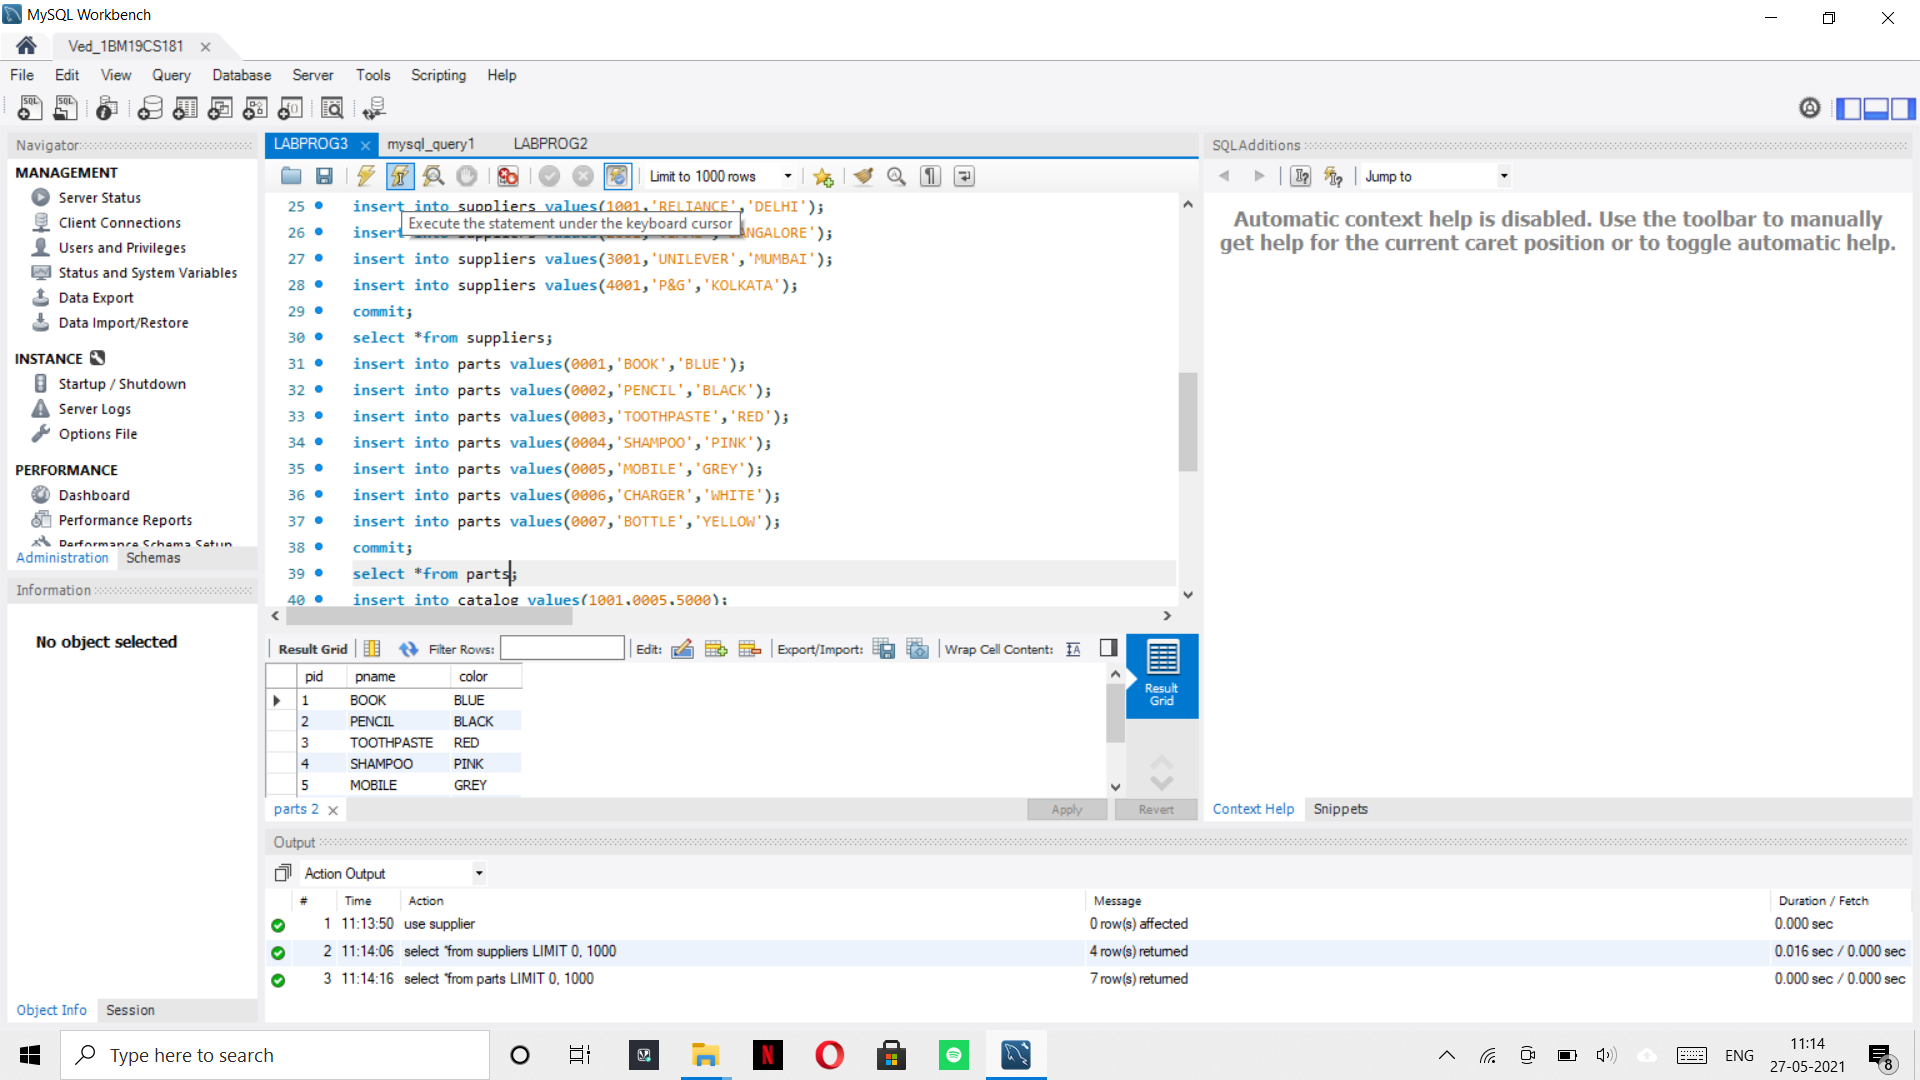 MySQL Workbench
Ved_1BM19CS181
File Edit View Query Database Server Tools Scripting Help
Navigator
MANAGEMENT
Server Status
Client Connections
Users and Privileges
Status and System Variables
Data Export
Data Import/Restore
INSTANCE
Startup / Shutdown
Server Logs
Options File
PERFORMANCE
Dashboard
Performance Reports
Performance Schema Setup
Administration Schemas
Information
No object selected
Object Info Session
LABPROG3 mysql_query1 LABPROG2
Limit to 1000 rows
25 insert into suppliers values(1001,'RELIANCE','DELHI');
Execute the statement under the keyboard cursor
26 insert ANGALORE');
27 insert into suppliers values(3001,'UNILEVER','MUMBAI');
28 insert into suppliers values(4001,'P&G','KOLKATA');
29 commit;
30 select *from suppliers;
31 insert into parts values(0001,'BOOK','BLUE');
32 insert into parts values(0002,'PENCIL','BLACK');
33 insert into parts values(0003,'TOOTHPASTE','RED');
34 insert into parts values(0004,'SHAMPOO','PINK');
35 insert into parts values(0005,'MOBILE','GREY');
36 insert into parts values(0006,'CHARGER','WHITE');
37 insert into parts values(0007,'BOTTLE','YELLOW');
38 commit;
39 select *from parts;
40 insert into catalog values(1001,0005,5000);
Result Grid Filter Rows: Edit: Export/Import: Wrap Cell Content:
pid pname color
1 BOOK BLUE
2 PENCIL BLACK
3 TOOTHPASTE RED
4 SHAMPOO PINK
5 MOBILE GREY
Result
Grid
parts 2 Apply Revert
SQLAdditions
Jump to
Automatic context help is disabled. Use the toolbar to manually
get help for the current caret position or to toggle automatic help.
Context Help Snippets
Output
Action Output
# Time Action Message Duration / Fetch
1 11:13:50 use supplier 0 row(s) affected 0.000 sec
2 11:14:06 select *from suppliers LIMIT 0, 1000 4 row(s) returned 0.016 sec / 0.000 sec
3 11:14:16 select *from parts LIMIT 0, 1000 7 row(s) returned 0.000 sec / 0.000 sec
Type here to search
ENG
11:14
27-05-2021
8